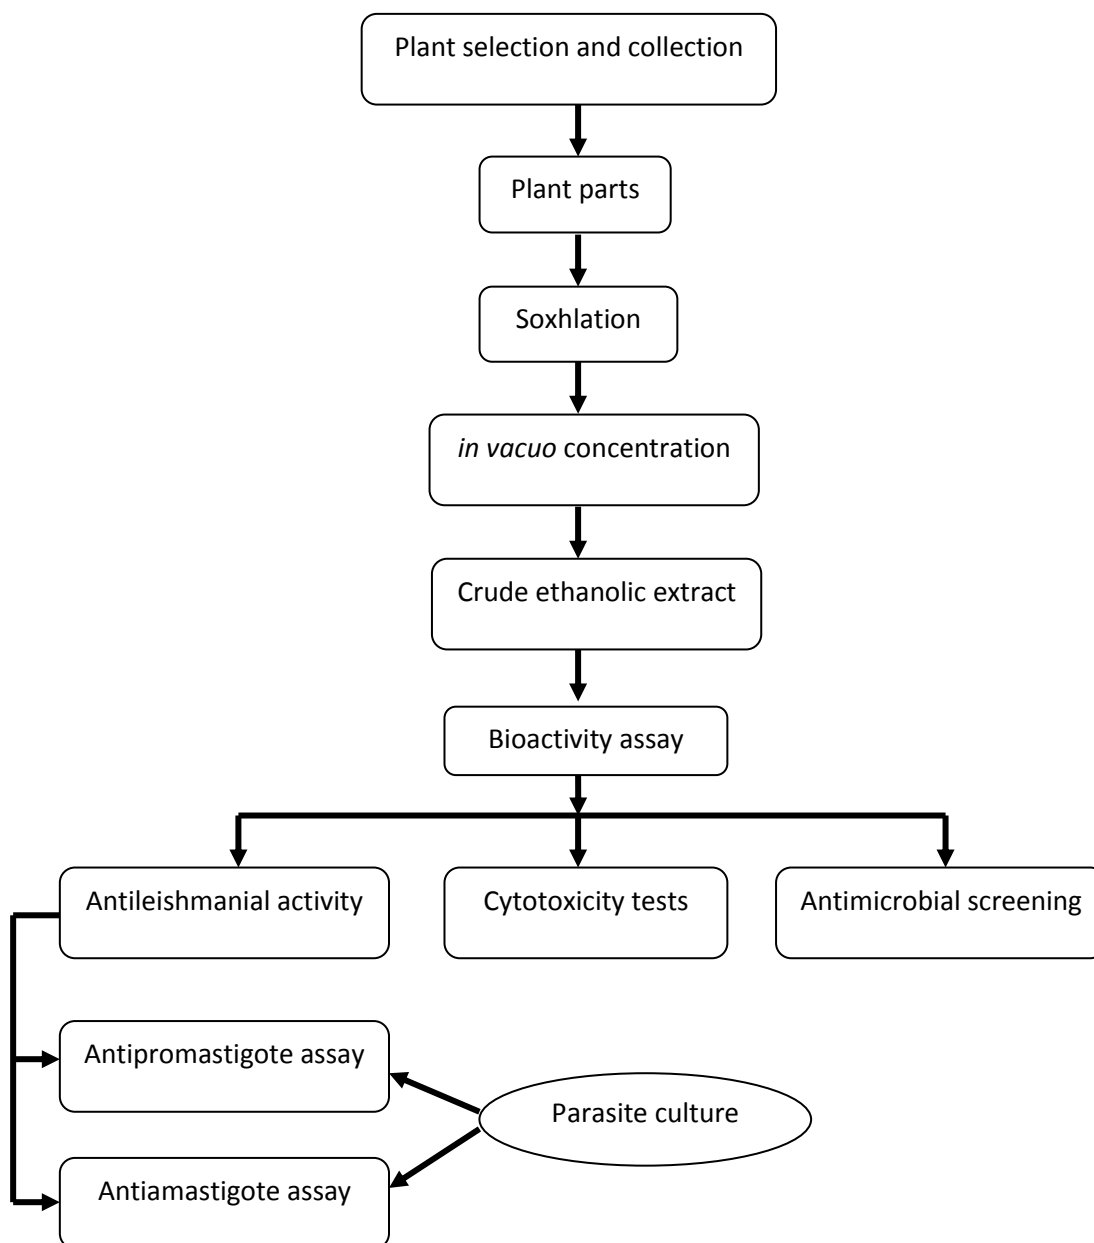 Plant selection and collection
Plant parts
Soxhlation
in vacuo concentration
Crude ethanolic extract
Bioactivity assay
Antileishmanial activity
Cytotoxicity tests
Antimicrobial screening
Antipromastigote assay
Parasite culture
Antiamastigote assay